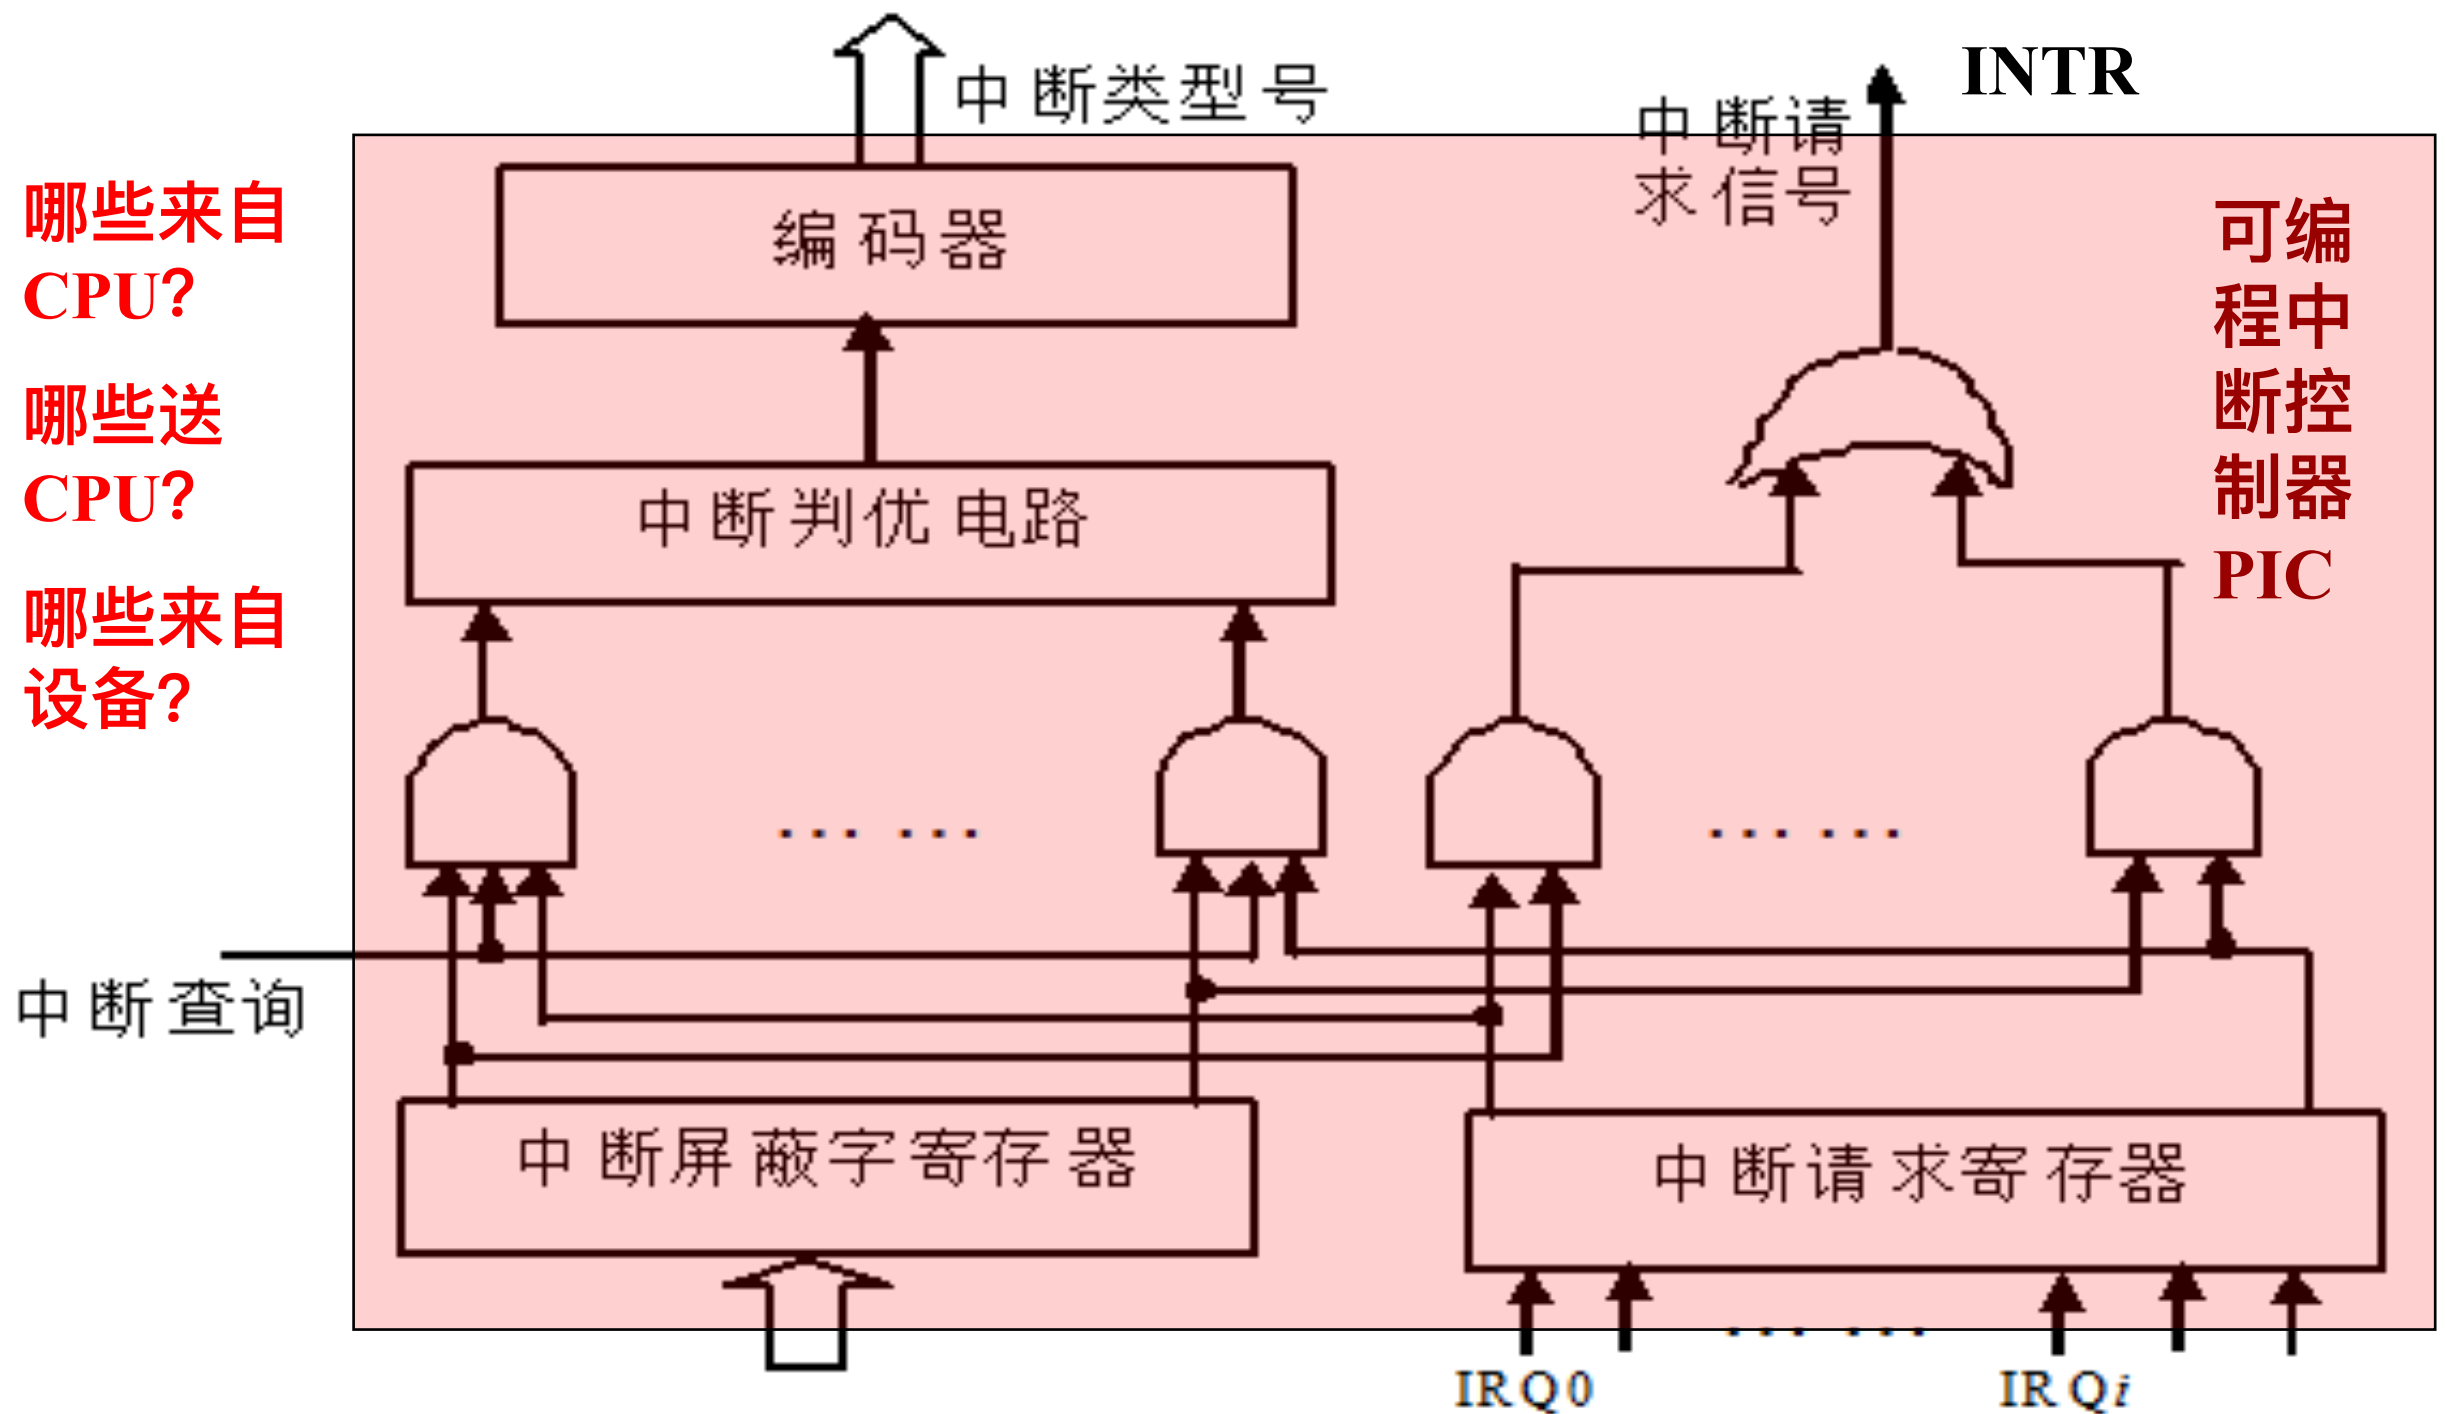 INTR
中断类型号
中断请
求信号
哪些来自
CPU?
哪些送
CPU?
哪些来自
设备?
编码器
可编
程中
断控
制器
PIC
中断判优电路
... ...
... ...
中断查询
中断屏蔽字寄存器
中断请求寄存器
... ...
IRQ0
IRQi